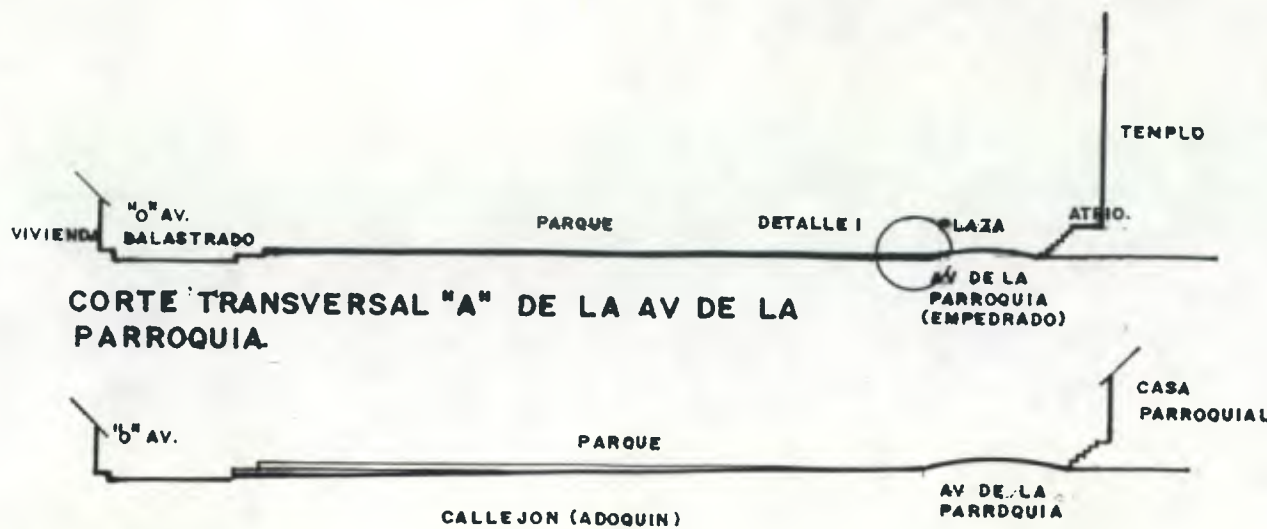 TEMPLO
"O" AV.
VIVIENDA
BALASTRADO
PARQUE
DETALLE I
PLAZA
ATRIO.
AV DE LA
PARROQUIA
(EMPEDRADO)
CORTE TRANSVERSAL "A" DE LA AV DE LA
PARROQUIA.
CASA
PARROQUIAL
"b" AV.
PARQUE
AV DE LA
PARROQUIA
CALLEJON (ADOQUIN)